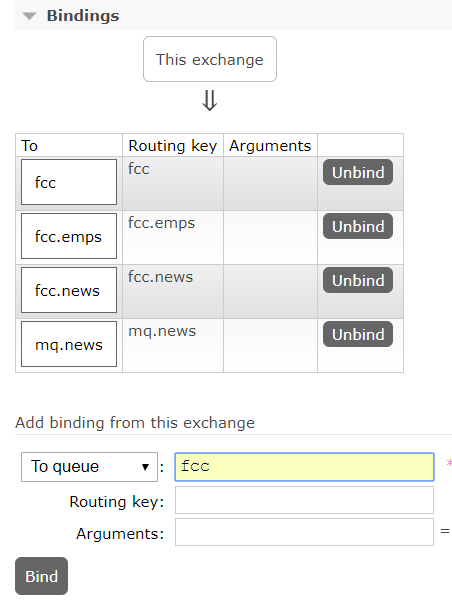 Bindings
This exchange
⇓
To Routing key Arguments
fcc fcc Unbind
fcc.emps fcc.emps Unbind
fcc.news fcc.news Unbind
mq.news mq.news Unbind
Add binding from this exchange
To queue : fcc *
Routing key:
Arguments: =
Bind